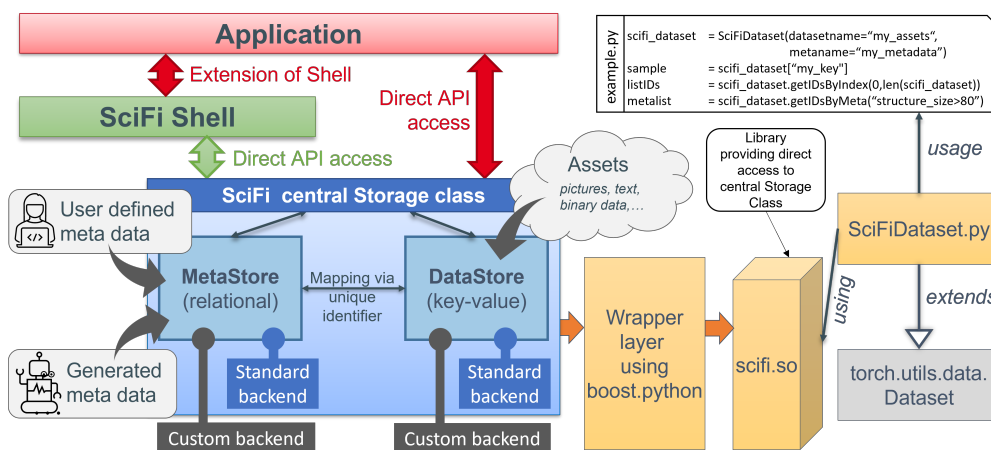 Application
Extension of Shell
Direct API
access
SciFi Shell
Direct API access
SciFi central Storage class
User defined
meta data
Generated
meta data
MetaStore
(relational)
Mapping via
unique
identifier
DataStore
(key-value)
Assets
pictures, text,
binary data,...
Standard
backend
Standard
backend
Custom backend
Custom backend
Wrapper
layer
using
boost.python
scifi.so
Library
providing direct
access to
central Storage
Class
example.py
scifi_dataset = SciFiDataset(datasetname=“my_assets“,
metaname=“my_metadata”)
sample = scifi_dataset[“my_key"]
listIDs = scifi_dataset.getIDsByIndex(0,len(scifi_dataset))
metalist = scifi_dataset.getIDsByMeta(“structure_size>80”)
usage
SciFiDataset.py
using
extends
torch.utils.data.
Dataset